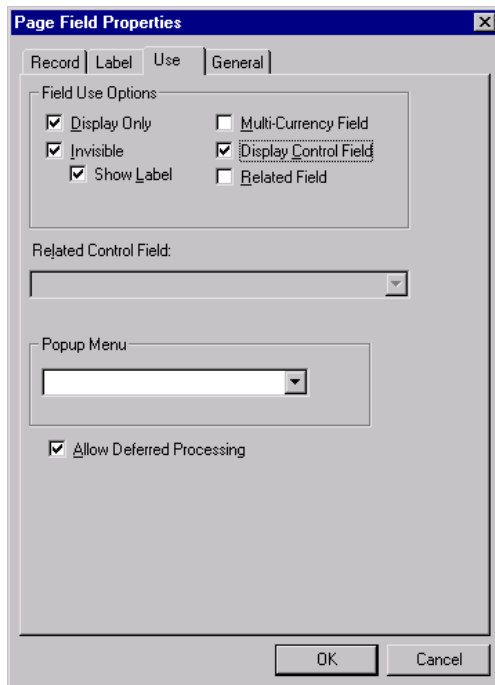 Page Field Properties
Record Label Use General
Field Use Options
Display Only Multi-Currency Field
Invisible Display Control Field
Show Label Related Field
Related Control Field:
Popup Menu
Allow Deferred Processing
OK Cancel